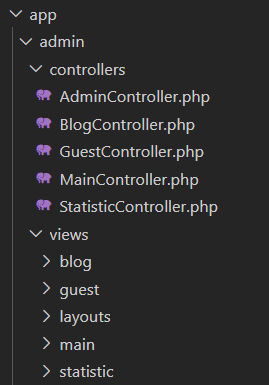 app
admin
controllers
AdminController.php
BlogController.php
GuestController.php
MainController.php
StatisticController.php
views
blog
guest
layouts
main
statistic